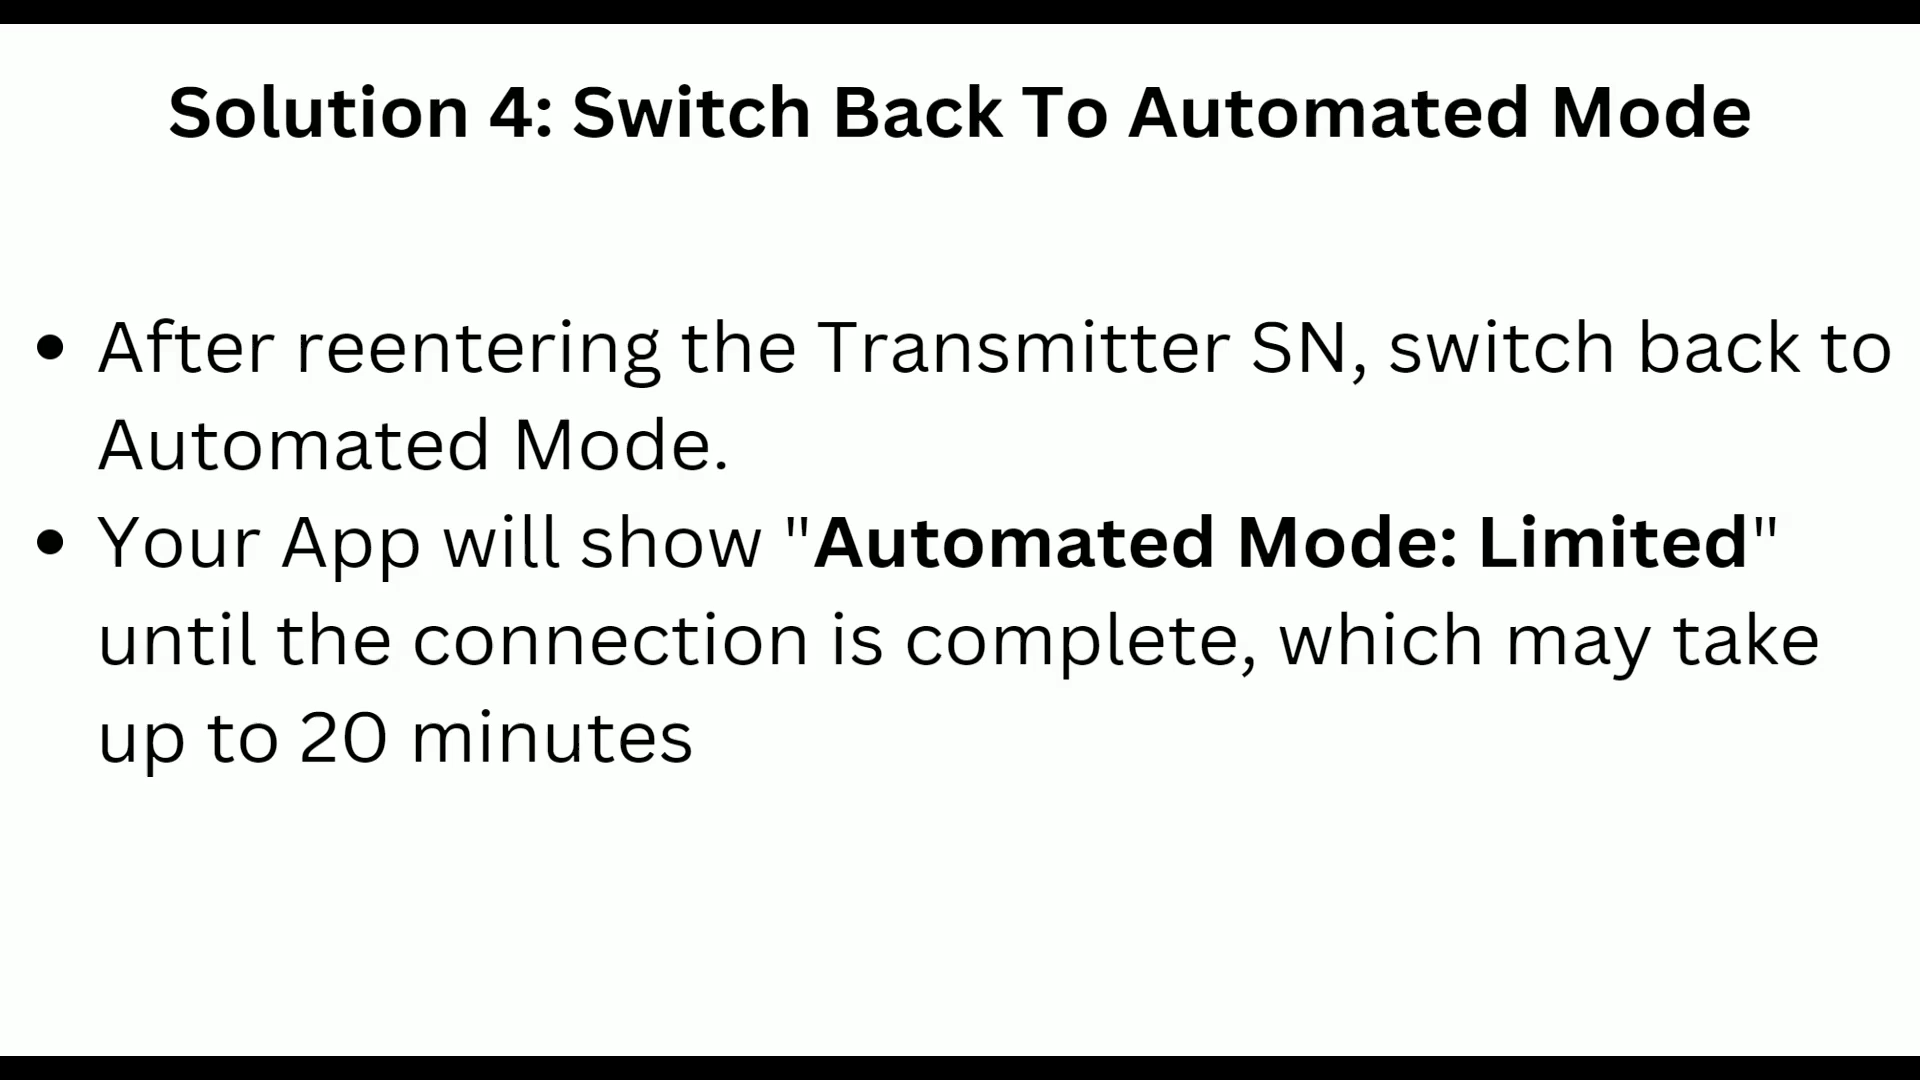 Solution 4: Switch Back To Automated Mode
• After reentering the Transmitter SN, switch back to
Automated Mode.
• Your App will show "Automated Mode: Limited"
until the connection is complete, which may take
up to 20 minutes